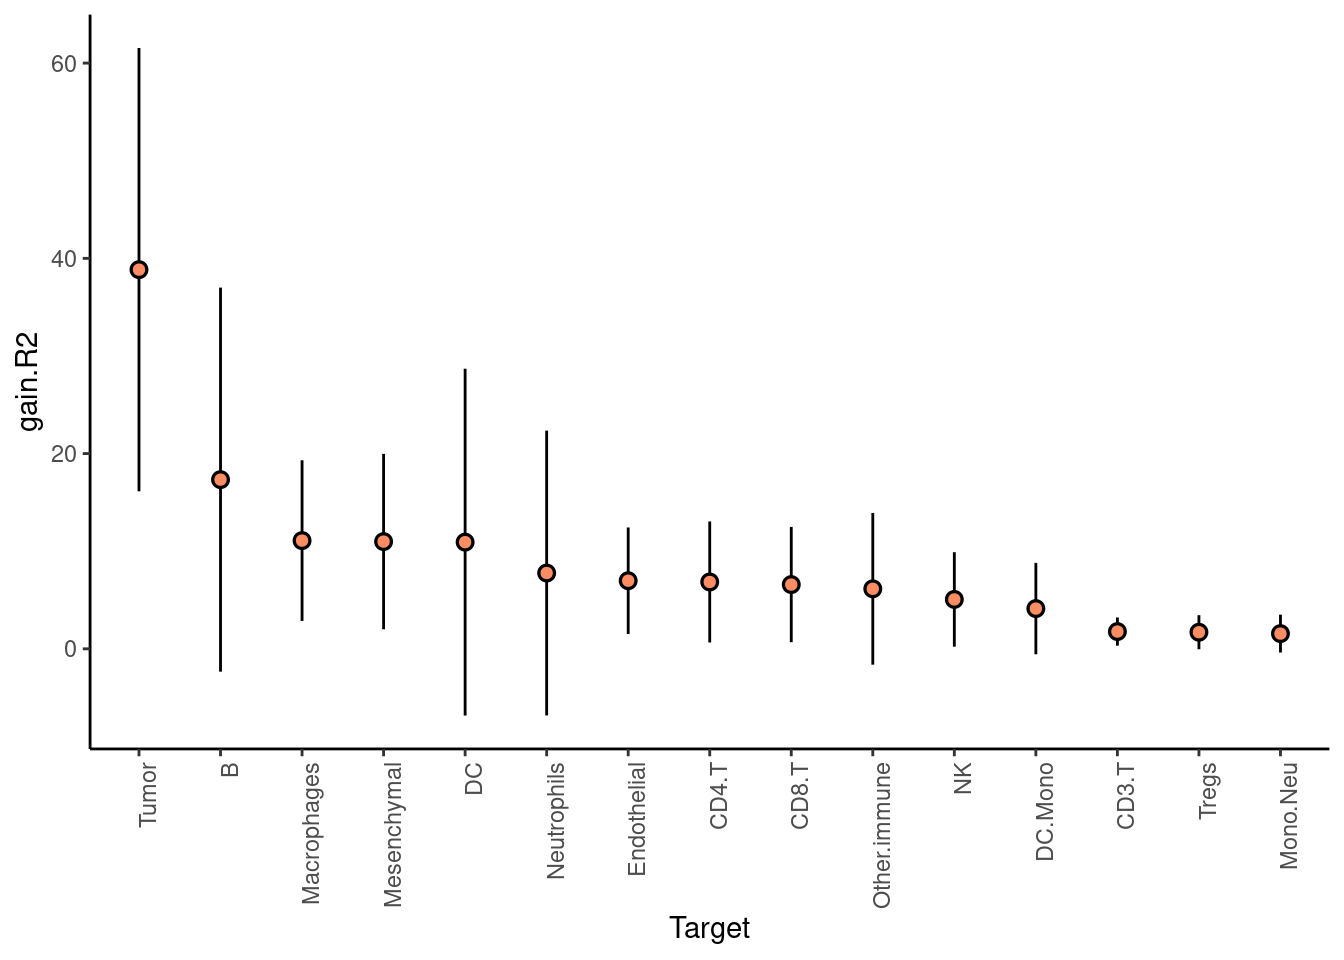 60
40
20
0
gain.R2
Tumor
B
Macrophages
Mesenchymal
DC
Neutrophils
Endothelial
CD4.T
CD8.T
Other.immune
NK
DC.Mono
CD3.T
Tregs
Mono.Neu
Target